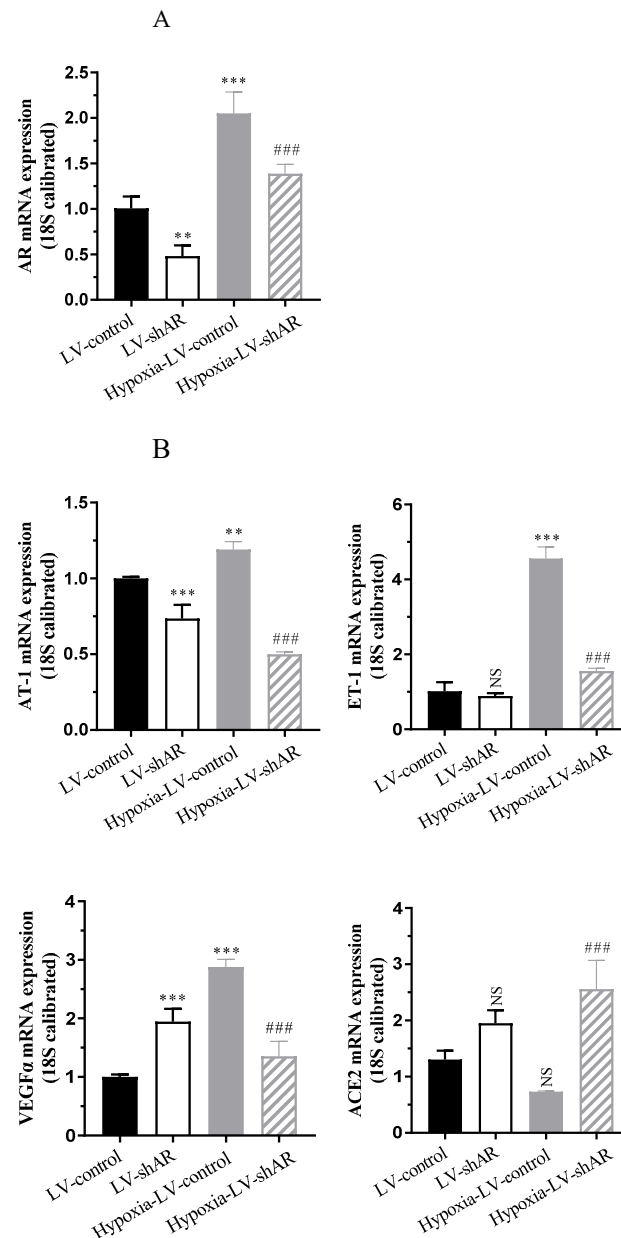 A
AR mRNA expression
(18S calibrated)
2.5
2.0
1.5
1.0
0.5
0.0
**
***
###
LV-control
LV-shAR
Hypoxia-LV-control
Hypoxia-LV-shAR
B
AT-1 mRNA expression
(18S calibrated)
1.5
1.0
0.5
0.0
***
**
###
LV-control
LV-shAR
Hypoxia-LV-control
Hypoxia-LV-shAR
ET-1 mRNA expression
(18S calibrated)
6
4
2
0
NS
***
###
LV-control
LV-shAR
Hypoxia-LV-control
Hypoxia-LV-shAR
VEGFα mRNA expression
(18S calibrated)
4
3
2
1
0
***
***
###
LV-control
LV-shAR
Hypoxia-LV-control
Hypoxia-LV-shAR
ACE2 mRNA expression
(18S calibrated)
4
3
2
1
0
NS
NS
###
LV-control
LV-shAR
Hypoxia-LV-control
Hypoxia-LV-shAR